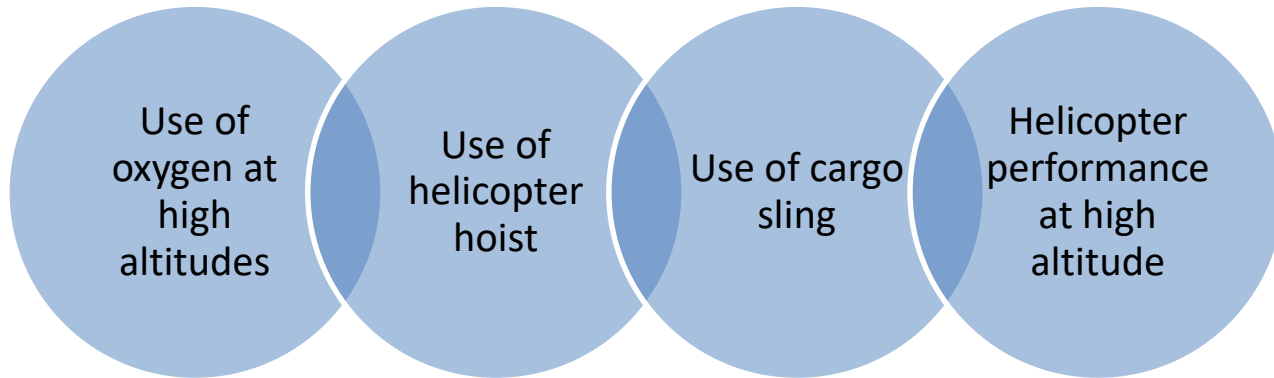 Use of
oxygen at
high
altitudes
Use of
helicopter
hoist
Use of cargo
sling
Helicopter
performance
at high
altitude